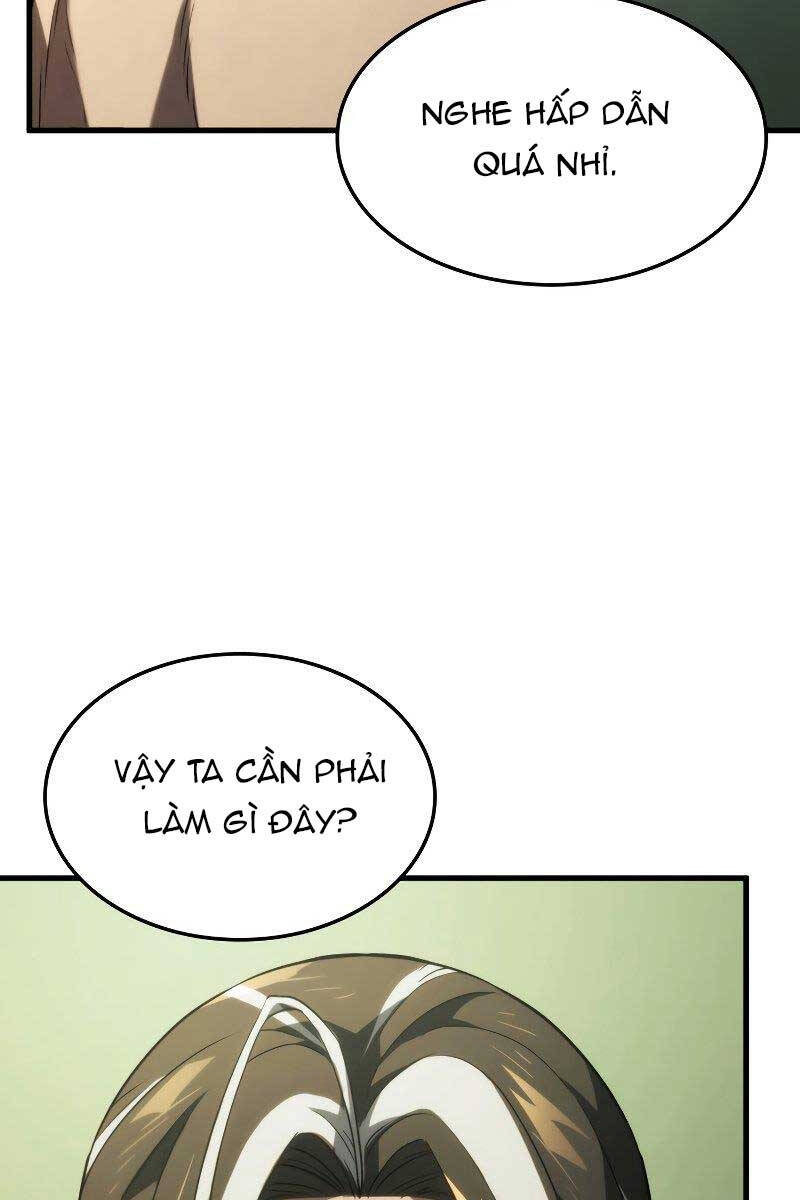 NGHE HẤP DẪN
QUÁ NHỈ.
VẬY TA CẦN PHẢI
LÀM GÌ ĐÂY?